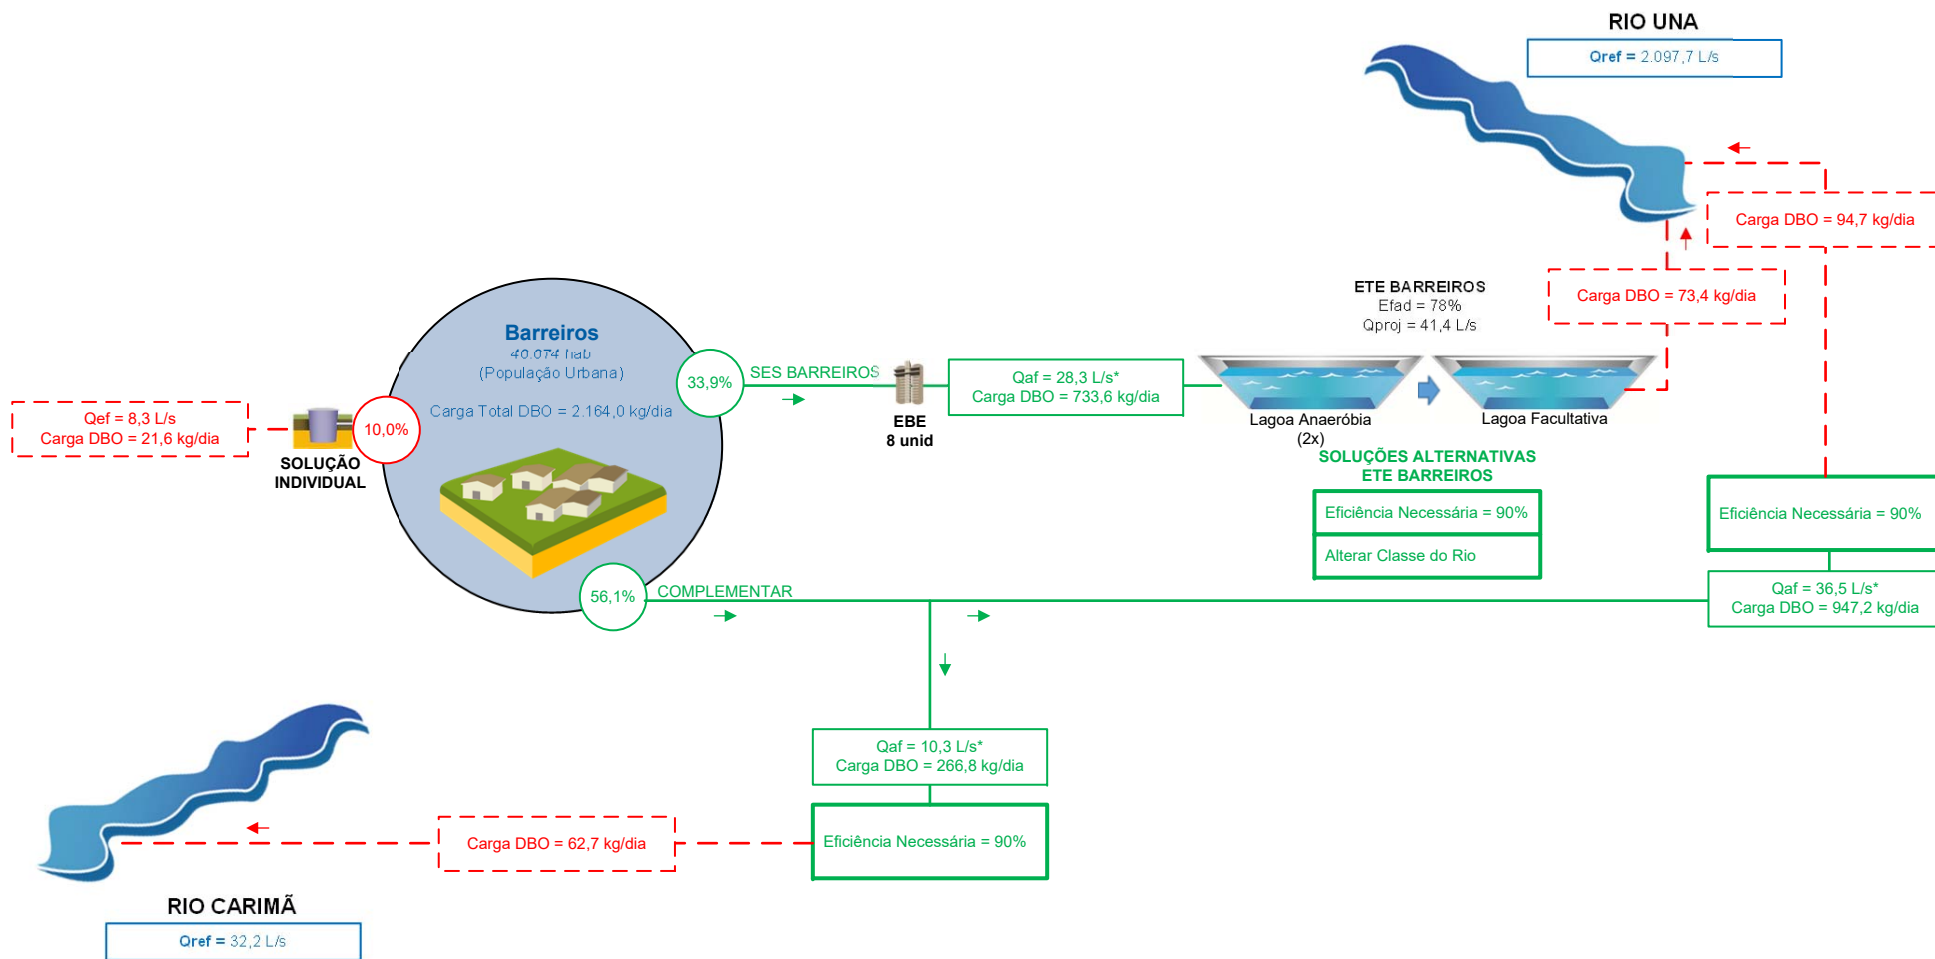 RIO UNA
Qref = 2.097,7 L/s
Carga DBO = 94,7 kg/dia
Carga DBO = 73,4 kg/dia
ETE BARREIROS
Efad = 78%
Qproj = 41,4 L/s
Barreiros
40.074 hab
(População Urbana)
Carga Total DBO = 2.164,0 kg/dia
33,9%
SES BARREIROS
EBE
8 unid
Qaf = 28,3 L/s*
Carga DBO = 733,6 kg/dia
Lagoa Anaeróbia
(2x)
Lagoa Facultativa
Qef = 8,3 L/s
Carga DBO = 21,6 kg/dia
SOLUÇÃO
INDIVIDUAL
10,0%
SOLUÇÕES ALTERNATIVAS
ETE BARREIROS
Eficiência Necessária = 90%
Alterar Classe do Rio
Eficiência Necessária = 90%
Qaf = 36,5 L/s*
Carga DBO = 947,2 kg/dia
56,1%
COMPLEMENTAR
Qaf = 10,3 L/s*
Carga DBO = 266,8 kg/dia
Eficiência Necessária = 90%
Carga DBO = 62,7 kg/dia
RIO CARIMÃ
Qref = 32,2 L/s